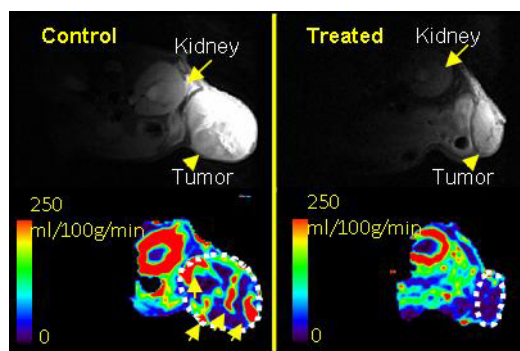 Control
Kidney
Tumor
250
ml/100g/min
0
Treated
Kidney
Tumor
250
ml/100g/min
0